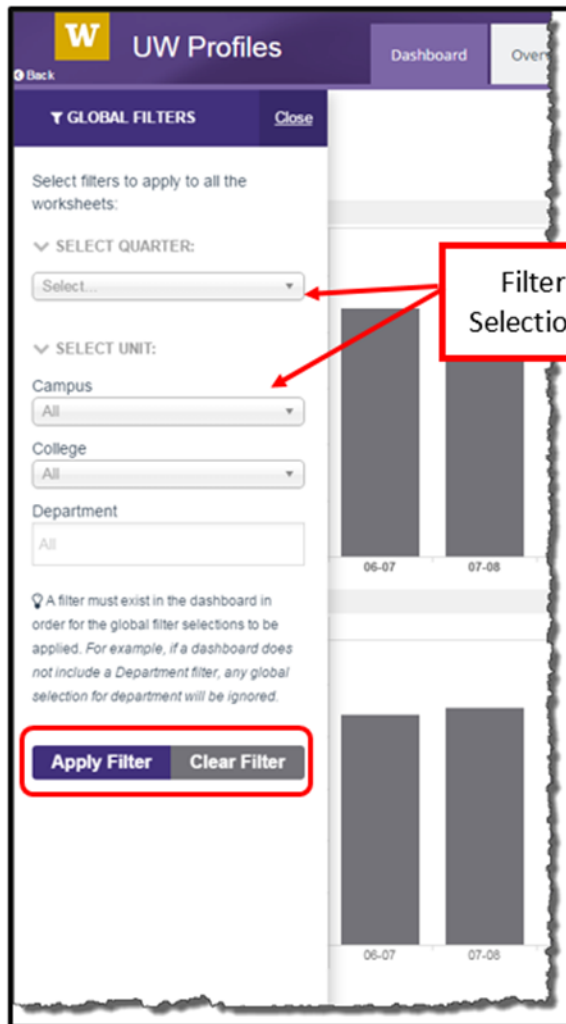 W
UW Profiles
Back
Dashboard
GLOBAL FILTERS
Close
Select filters to apply to all the
worksheets:
SELECT QUARTER:
Select...
Filter
SELECT UNIT:
Campus
All
College
All
Department
All
A filter must exist in the dashboard in
order for the global filter selections to be
applied. For example, if a dashboard does
not include a Department filter, any global
selection for department will be ignored.
Apply Filter
Clear Filter
06-07
07-08
06-07
07-08